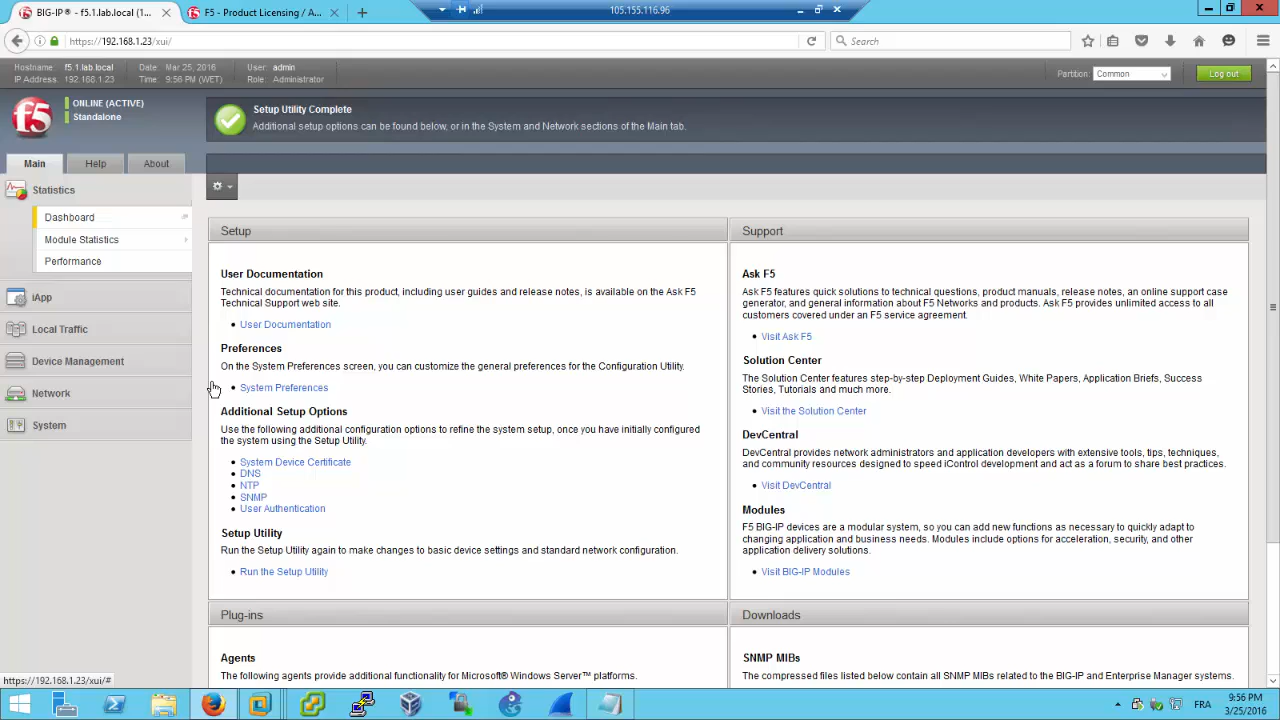 BIG-IP® - f5.1.lab.local (1...
F5 - Product Licensing / A...
105.155.116.96
https://192.168.1.23/xui/
Search
Hostname f5.1.lab.local
Date Mar 25, 2016
User admin
IP Address 192.168.1.23
Time 9:56 PM (WET)
Role Administrator
Partition: Common
Log out
f5
ONLINE (ACTIVE)
Standalone
Setup Utility Complete
Additional setup options can be found below, or in the System and Network sections of the Main tab.
Main
Help
About
Statistics
Dashboard
Module Statistics
Performance
iApp
Local Traffic
Device Management
Network
System
Setup
User Documentation
Technical documentation for this product, including user guides and release notes, is available on the Ask F5
Technical Support web site.
User Documentation
Preferences
On the System Preferences screen, you can customize the general preferences for the Configuration Utility.
System Preferences
Additional Setup Options
Use the following additional configuration options to refine the system setup, once you have initially configured
the system using the Setup Utility.
System Device Certificate
DNS
NTP
SNMP
User Authentication
Setup Utility
Run the Setup Utility again to make changes to basic device settings and standard network configuration.
Run the Setup Utility
Support
Ask F5
Ask F5 features quick solutions to technical questions, product manuals, release notes, an online support case
generator, and general information about F5 Networks and products. Ask F5 provides unlimited access to all
customers covered under an F5 service agreement.
Visit Ask F5
Solution Center
The Solution Center features step-by-step Deployment Guides, White Papers, Application Briefs, Success
Stories, Tutorials and much more.
Visit the Solution Center
DevCentral
DevCentral provides network administrators and application developers with extensive tools, tips, techniques,
and community resources designed to speed iControl development and act as a forum to share best practices.
Visit DevCentral
Modules
F5 BIG-IP devices are a modular system, so you can add new functions as necessary to quickly adapt to
changing application and business needs. Modules include options for acceleration, security, and other
application delivery solutions.
Visit BIG-IP Modules
Plug-ins
Agents
The following agents provide additional functionality for Microsoft® Windows Server™ platforms.
Downloads
SNMP MIBs
The compressed files listed below contain all SNMP MIBs related to the BIG-IP and Enterprise Manager systems.
https://192.168.1.23/xui/#
FRA
9:56 PM
3/25/2016